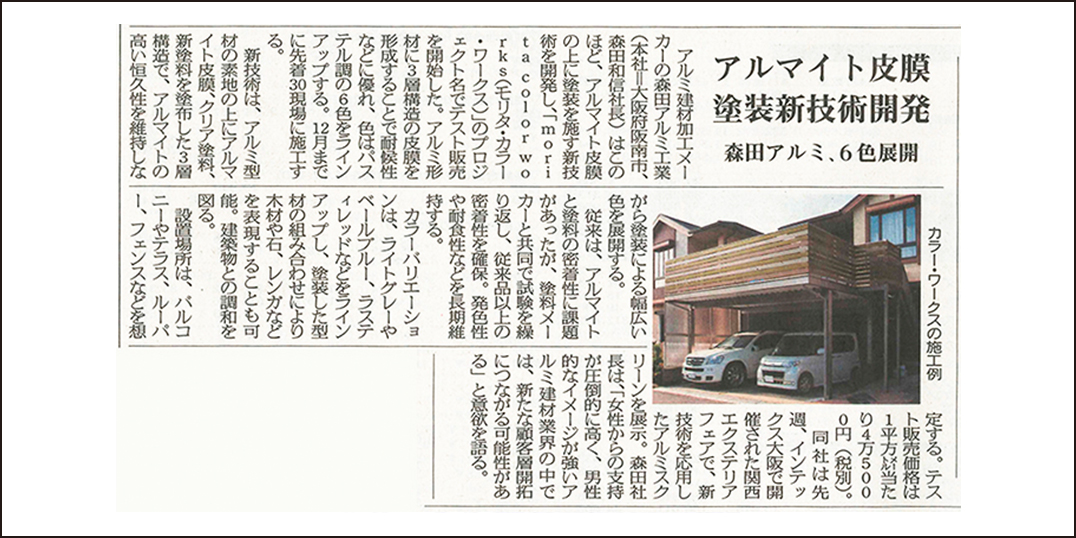 アルマイト皮膜
塗装新技術開発
森田アルミ、6色展開
アルミ建材加工メー
カーの森田アルミ工業
(本社=大阪府阪南市、
森田和信社長)はこの
ほど、アルマイト皮膜
の上に塗装を施す新技
術を開発し、「mori
ta color wo
rks(モリタ・カラー
・ワークス)」のプロジ
ェクト名でテスト販売
を開始した。アルミ形
材に3層構造の皮膜を
形成することで耐候性
などに優れ、色はパス
テル調の6色をライン
アップする。12月まで
に先着30現場に施工す
る。
新技術は、アルミ型
材の素地の上にアルマ
イト皮膜、クリア塗料、
新塗料を塗布した3層
構造で、アルマイトの
高い恒久性を維持しな
がら塗装による幅広い
色を展開する。
従来は、アルマイト
と塗料の密着性に課題
があったが、塗料メー
カーと共同で試験を繰
り返し、従来品以上の
密着性を確保。発色性
や耐食性などを長期維
持する。
カラーバリエーショ
ンは、ライトグレーや
ペールブルー、ラステ
ィレッドなどをライン
アップし、塗装した型
材の組み合わせにより
木材や石、レンガなど
を表現することも可
能。建築物との調和を
図る。
設置場所は、バルコ
ニーやテラス、ルーバ
ー、フェンスなどを想
カラー・ワークスの施工例
定する。テス
ト販売価格は
1平方㍍当た
り4万500
0円(税別)。
同社は先
週、インテッ
クス大阪で開
催された関西
エクステリア
フェアで、新
技術を応用し
たアルミスク
リーンを展示。森田社
長は、「女性からの支持
が圧倒的に高く、男性
的なイメージが強いア
ルミ建材業界の中で
は、新たな顧客層開拓
につながる可能性があ
る」と意欲を語る。